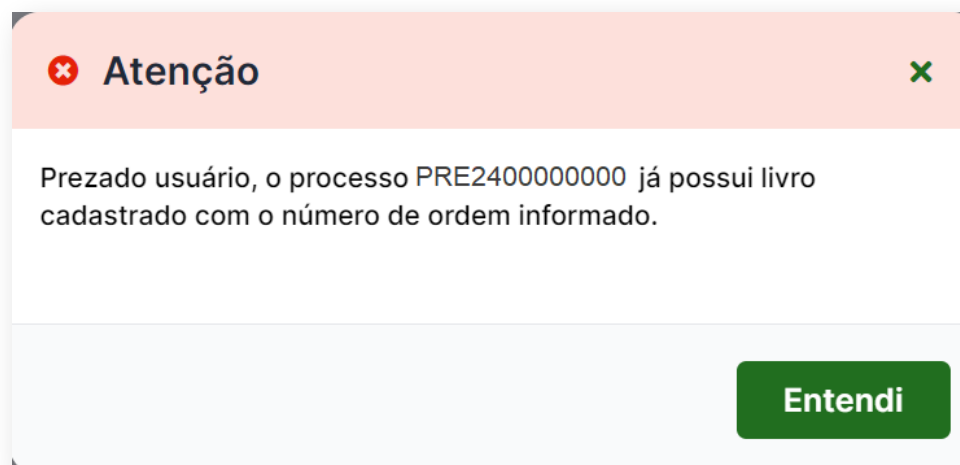 Atenção
Prezado usuário, o processo PRE2400000000 já possui livro
cadastrado com o número de ordem informado.
Entendi